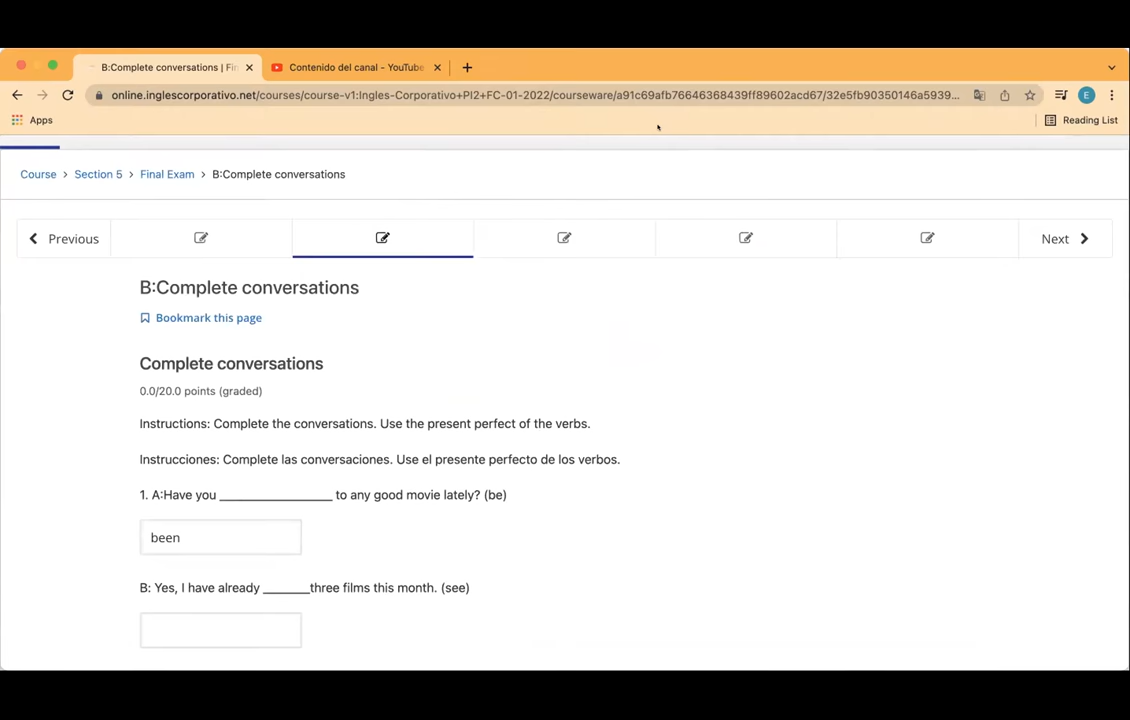 B:Complete conversations | Fin
Contenido del canal - YouTube
online.inglescorporativo.net/courses/course-v1:Ingles-Corporativo+PI2+FC-01-2022/courseware/a91c69afb76646368439ff89602acd67/32e5fb90350146a5939...
E
Apps
Reading List
Course > Section 5 > Final Exam > B:Complete conversations
Previous
Next
B:Complete conversations
Bookmark this page
Complete conversations
0.0/20.0 points (graded)
Instructions: Complete the conversations. Use the present perfect of the verbs.
Instrucciones: Complete las conversaciones. Use el presente perfecto de los verbos.
1. A:Have you _________________ to any good movie lately? (be)
been
B: Yes, I have already _______three films this month. (see)